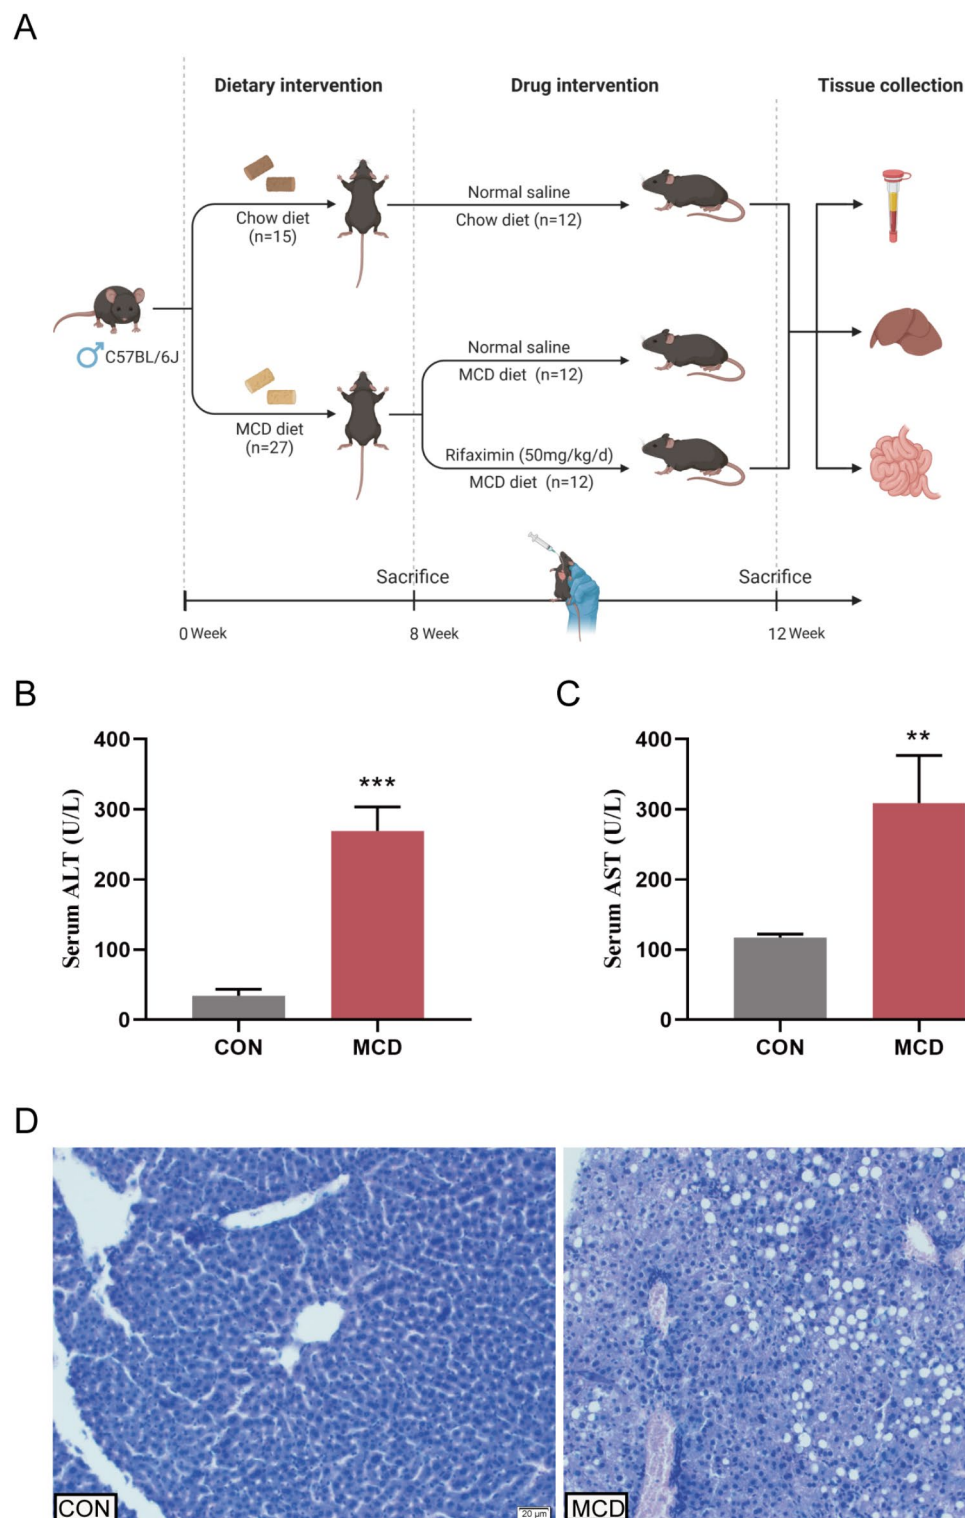 A
Dietary intervention
Drug intervention
Tissue collection
Chow diet
(n=15)
Normal saline
Chow diet (n=12)
♂C57BL/6J
MCD diet
(n=27)
Normal saline
MCD diet (n=12)
Rifaximin (50mg/kg/d)
MCD diet (n=12)
Sacrifice
Sacrifice
0 Week
8 Week
12 Week
B
Serum ALT (U/L)
400
300
200
100
0
***
CON
MCD
C
Serum AST (U/L)
400
300
200
100
0
**
CON
MCD
D
CON
20 µm
MCD